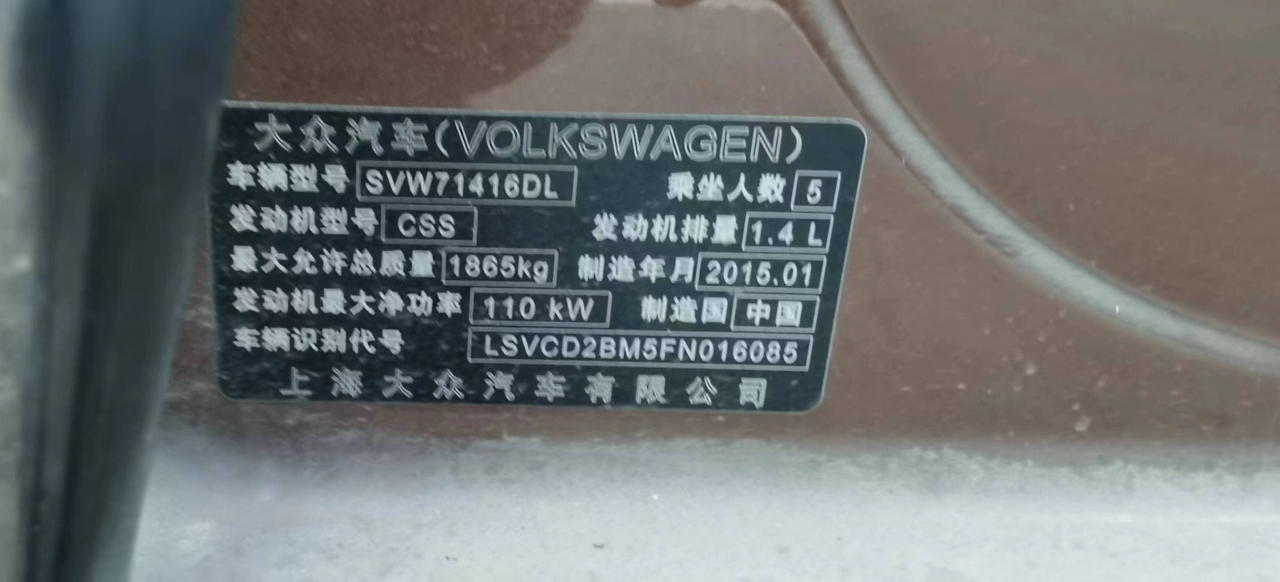 大众汽车(VOLKSWAGEN)
车辆型号 SVW71416DL 乘坐人数 5
发动机型号 CSS 发动机排量 1.4 L
最大允许总质量 1865kg 制造年月 2015.01
发动机最大净功率 110 kW 制造国 中国
车辆识别代号 LSVCD2BM5FN016085
上海大众汽车有限公司